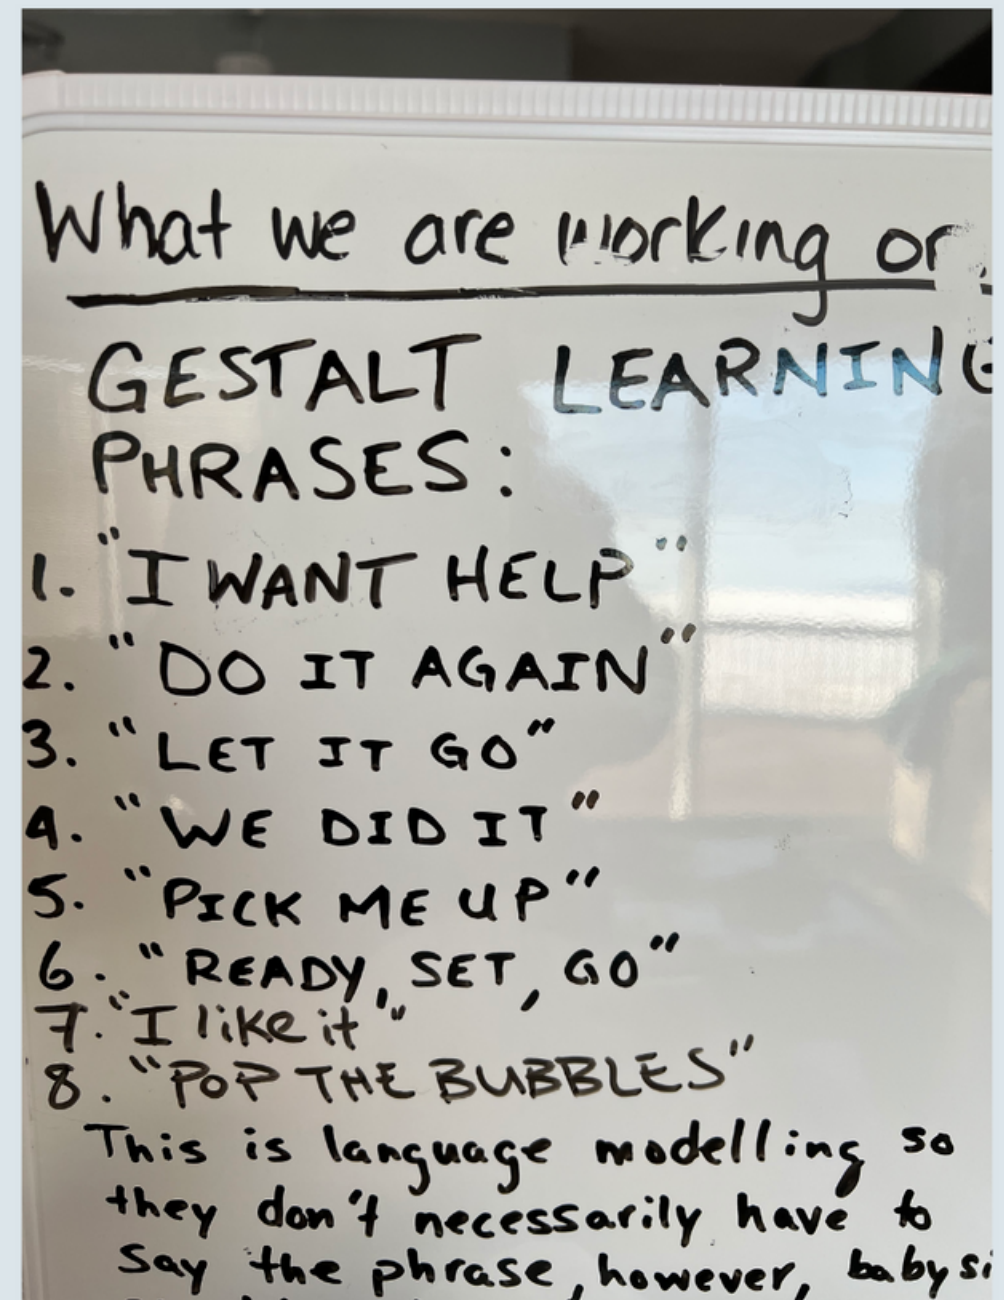 What we are working on
GESTALT LEARNING
PHRASES:
1. "I WANT HELP"
2. "DO IT AGAIN"
3. "LET IT GO"
4. "WE DID IT"
5. "PICK ME UP"
6. "READY, SET, GO"
7. "I like it"
8. "POP THE BUBBLES"
This is language modelling so
they don't necessarily have to
say the phrase, however, babysi